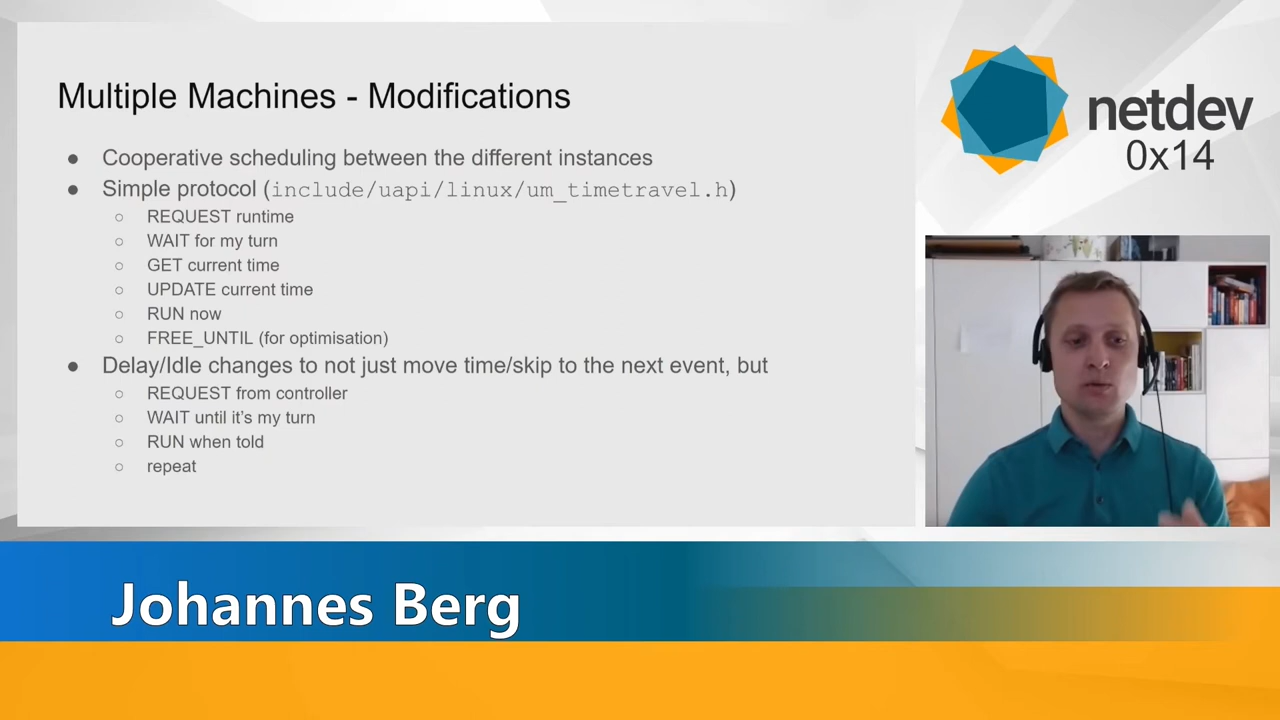 Multiple Machines - Modifications
● Cooperative scheduling between the different instances
● Simple protocol (include/uapi/linux/um_timetravel.h)
○ REQUEST runtime
○ WAIT for my turn
○ GET current time
○ UPDATE current time
○ RUN now
○ FREE_UNTIL (for optimisation)
● Delay/Idle changes to not just move time/skip to the next event, but
○ REQUEST from controller
○ WAIT until it's my turn
○ RUN when told
○ repeat
netdev
0x14
Johannes Berg